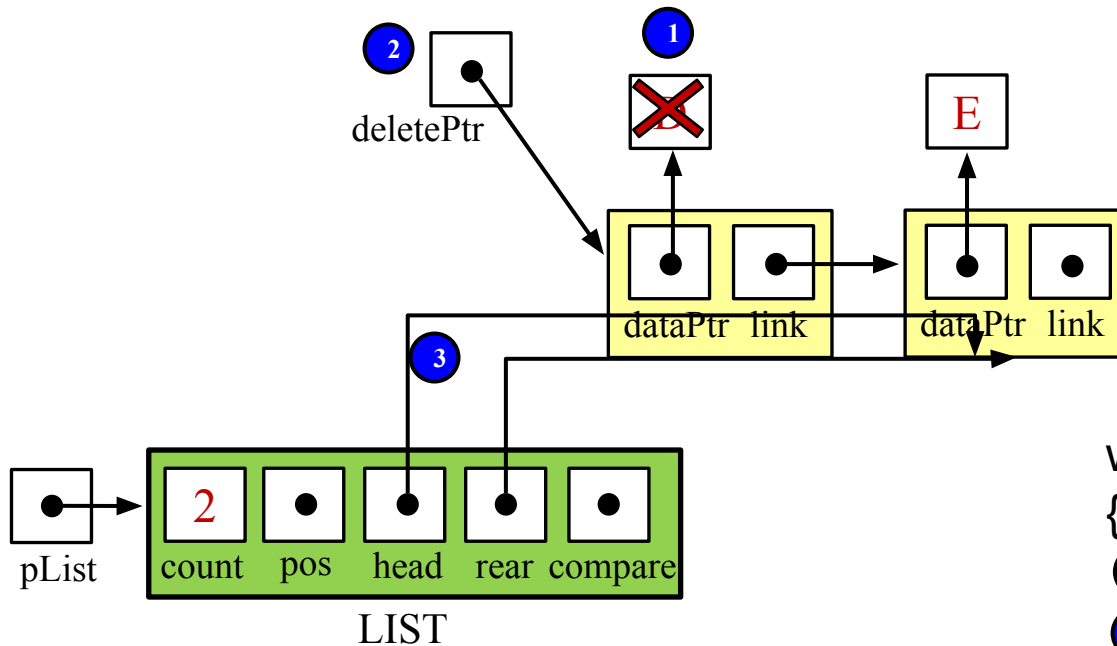 2
1
deletePtr
D
E
dataPtr link
dataPtr link
3
pList
2
count pos head rear compare
LIST
{
(